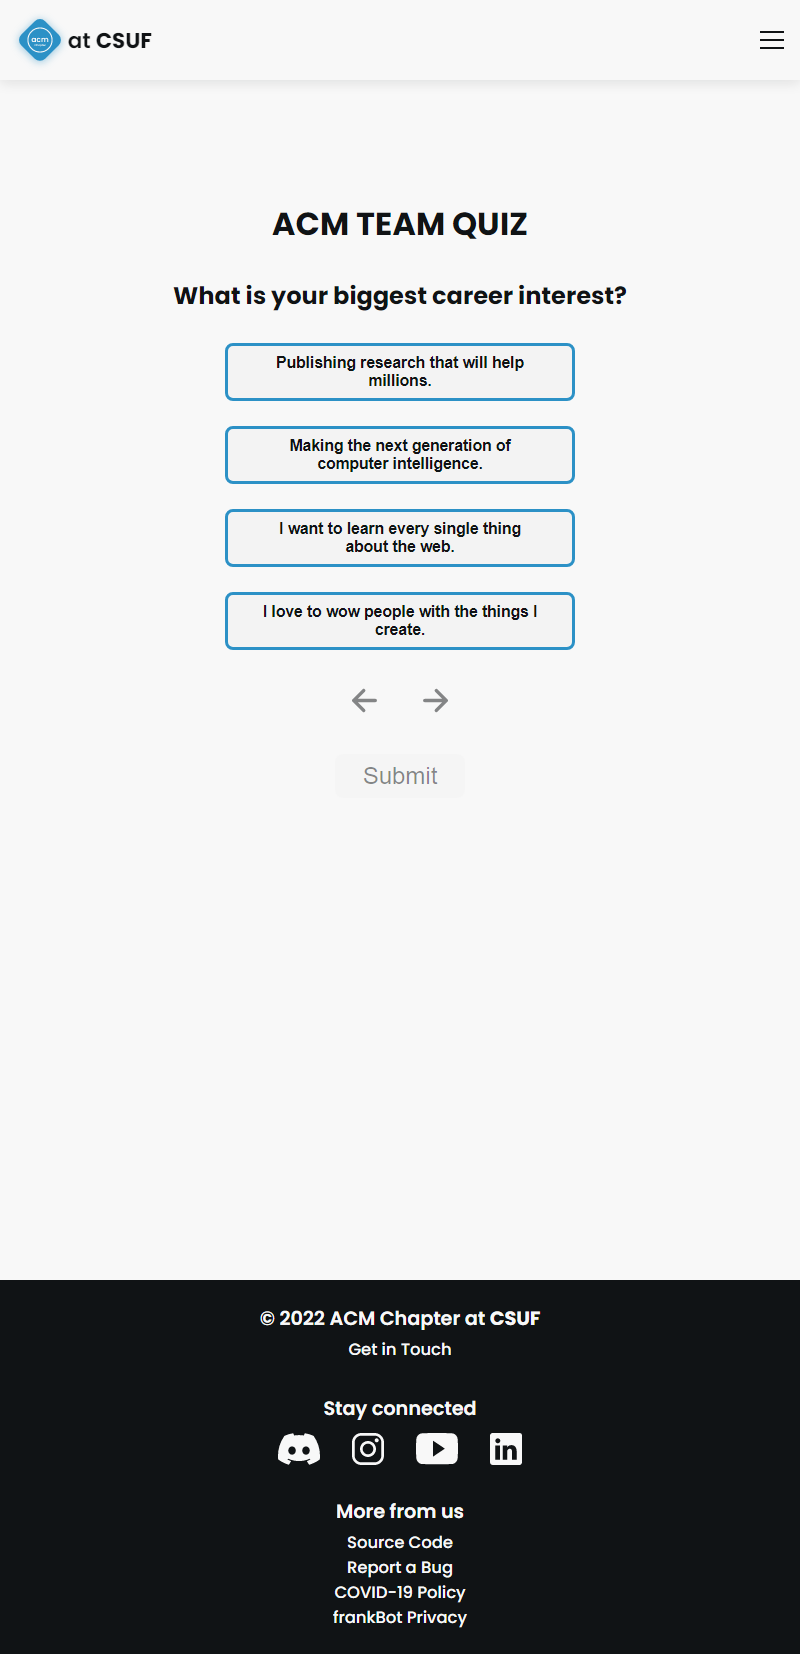 acm
at CSUF
ACM TEAM QUIZ
What is your biggest career interest?
Publishing research that will help
millions.
Making the next generation of
computer intelligence.
I want to learn every single thing
about the web.
I love to wow people with the things I
create.
Submit
© 2022 ACM Chapter at CSUF
Get in Touch
Stay connected
in
More from us
Source Code
Report a Bug
COVID-19 Policy
frankBot Privacy